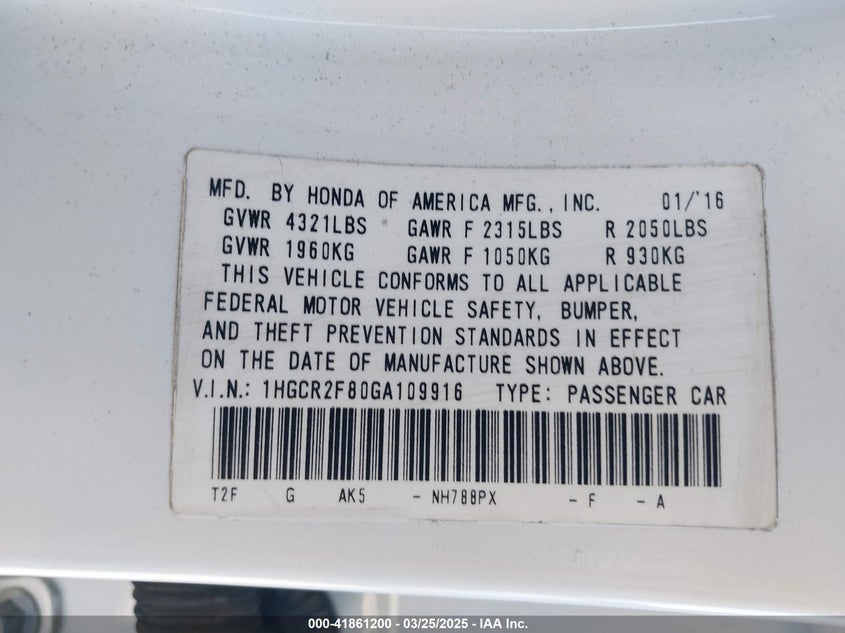 MFD. BY HONDA OF AMERICA MFG., INC. 01/'16
GVWR 4321LBS GAWR F 2315LBS R 2050LBS
GVWR 1960KG GAWR F 1050KG R 930KG
THIS VEHICLE CONFORMS TO ALL APPLICABLE
FEDERAL MOTOR VEHICLE SAFETY, BUMPER,
AND THEFT PREVENTION STANDARDS IN EFFECT
ON THE DATE OF MANUFACTURE SHOWN ABOVE.
V.I.N.: 1HGCR2F80GA109916 TYPE: PASSENGER CAR
T2F G AK5 - NH788PX - F - A
000-41861200 - 03/25/2025 - IAA Inc.